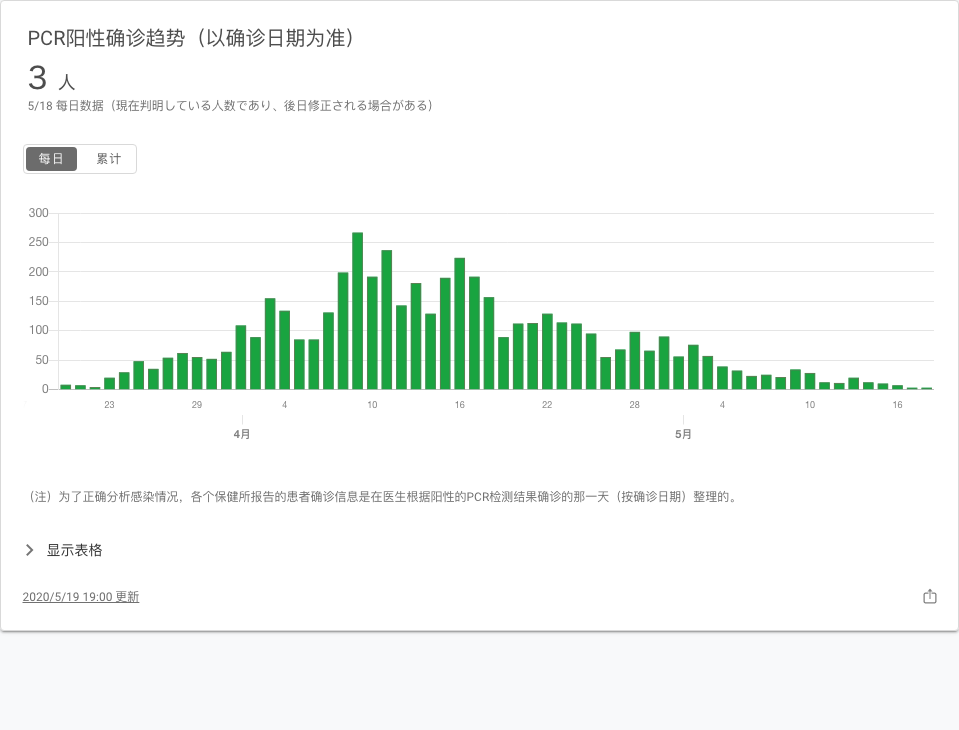 PCR阳性确诊趋势（以确诊日期为准）
3 人
5/18 每日数据（現在判明している人数であり、後日修正される場合がある）
每日 累计
300
250
200
150
100
50
0
23 29 4 10 16 22 28 4 10 16
4月 5月
（注）为了正确分析感染情况，各个保健所报告的患者确诊信息是在医生根据阳性的PCR检测结果确诊的那一天（按确诊日期）整理的。
显示表格
2020/5/19 19:00 更新